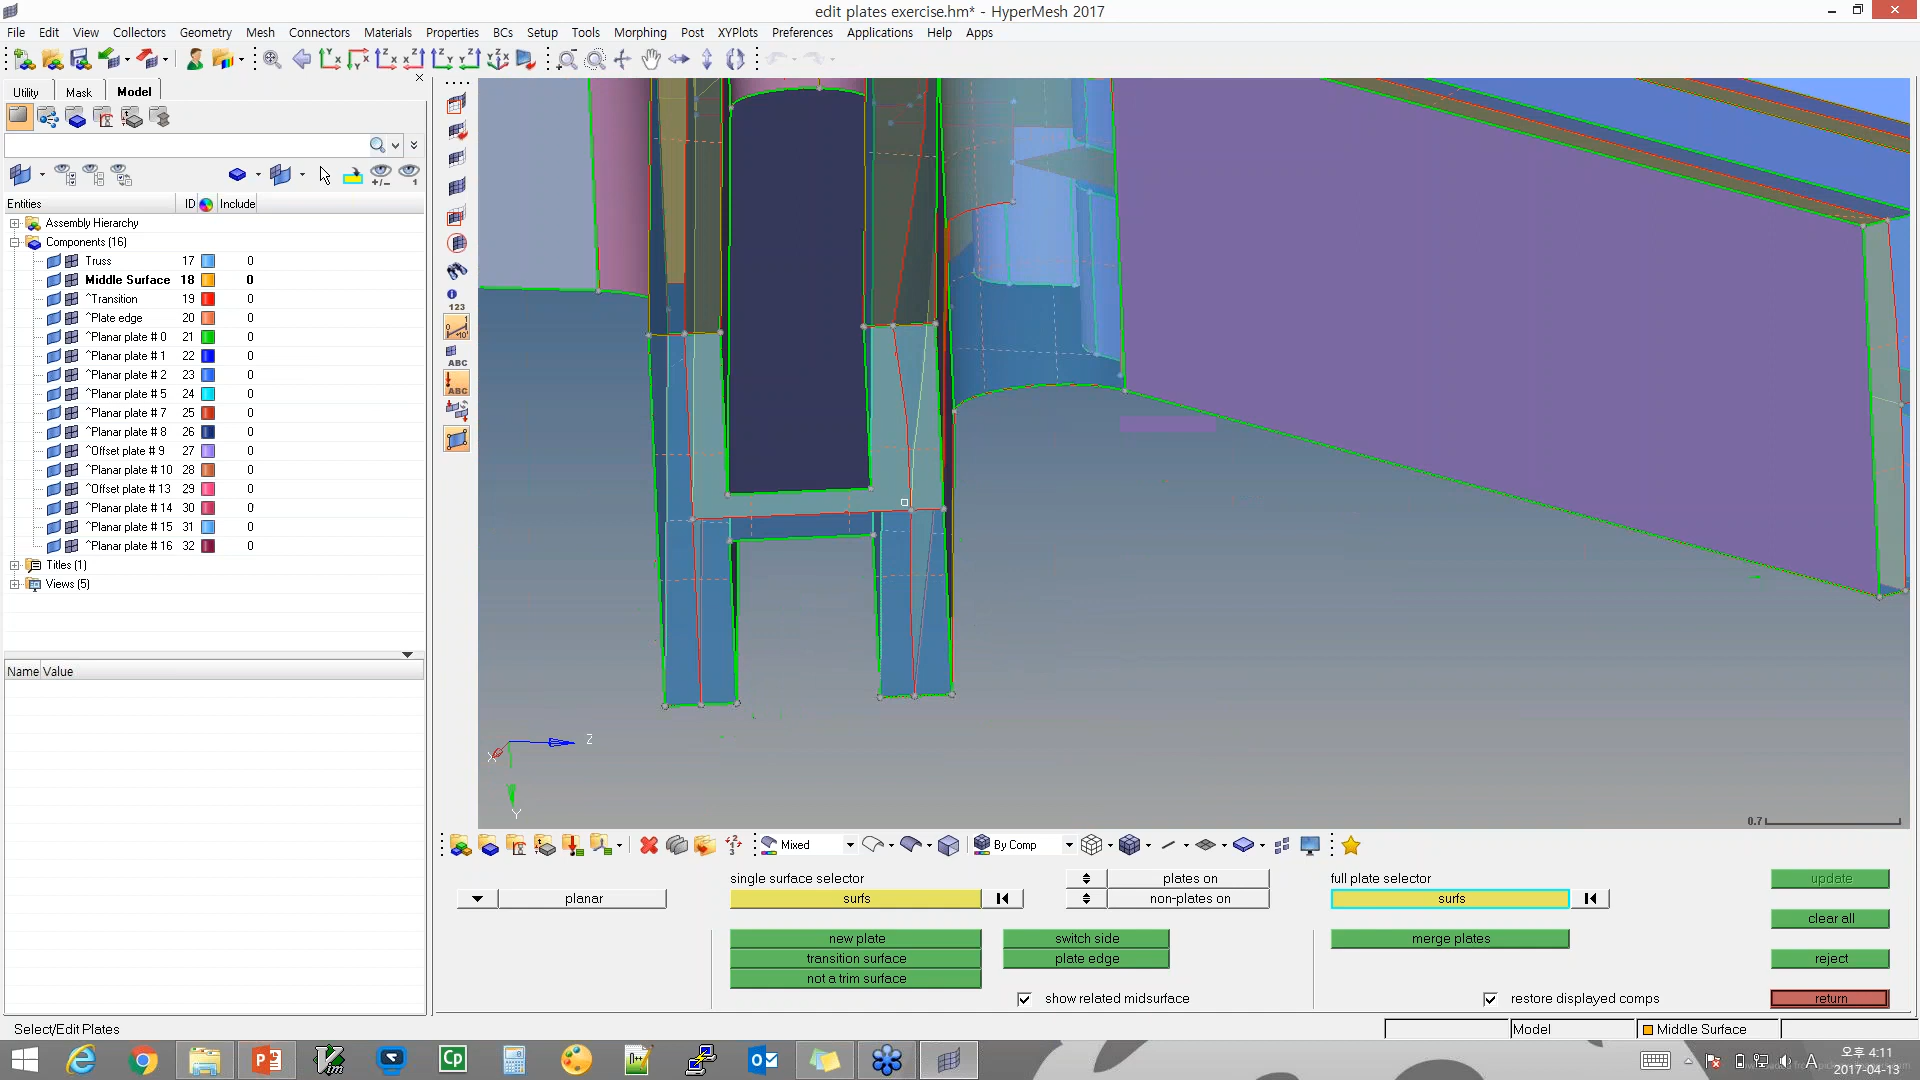 edit plates exercise.hm* - HyperMesh 2017
File Edit View Collectors Geometry Mesh Connectors Materials Properties BCs Setup Tools Morphing Post XYPlots Preferences Applications Help Apps
Utility Mask Model
Entities ID Include
Assembly Hierarchy
Components (16)
Truss 17 0
Middle Surface 18 0
^Transition 19 0
^Plate edge 20 0
^Planar plate # 0 21 0
^Planar plate # 1 22 0
^Planar plate # 2 23 0
^Planar plate # 5 24 0
^Planar plate # 7 25 0
^Planar plate # 8 26 0
^Offset plate # 9 27 0
^Planar plate # 10 28 0
^Offset plate # 13 29 0
^Planar plate # 14 30 0
^Planar plate # 15 31 0
^Planar plate # 16 32 0
Titles (1)
Views (5)
Name Value
123
ABC
ABC
Z
X
Y
0.7
Mixed
By Comp
single surface selector
plates on
full plate selector
update
planar
surfs
non-plates on
surfs
clear all
new plate
switch side
merge plates
transition surface
plate edge
reject
not a trim surface
show related midsurface
restore displayed comps
return
Select/Edit Plates
Model
Middle Surface
Cp
A
오후 4:11
2017-04-13